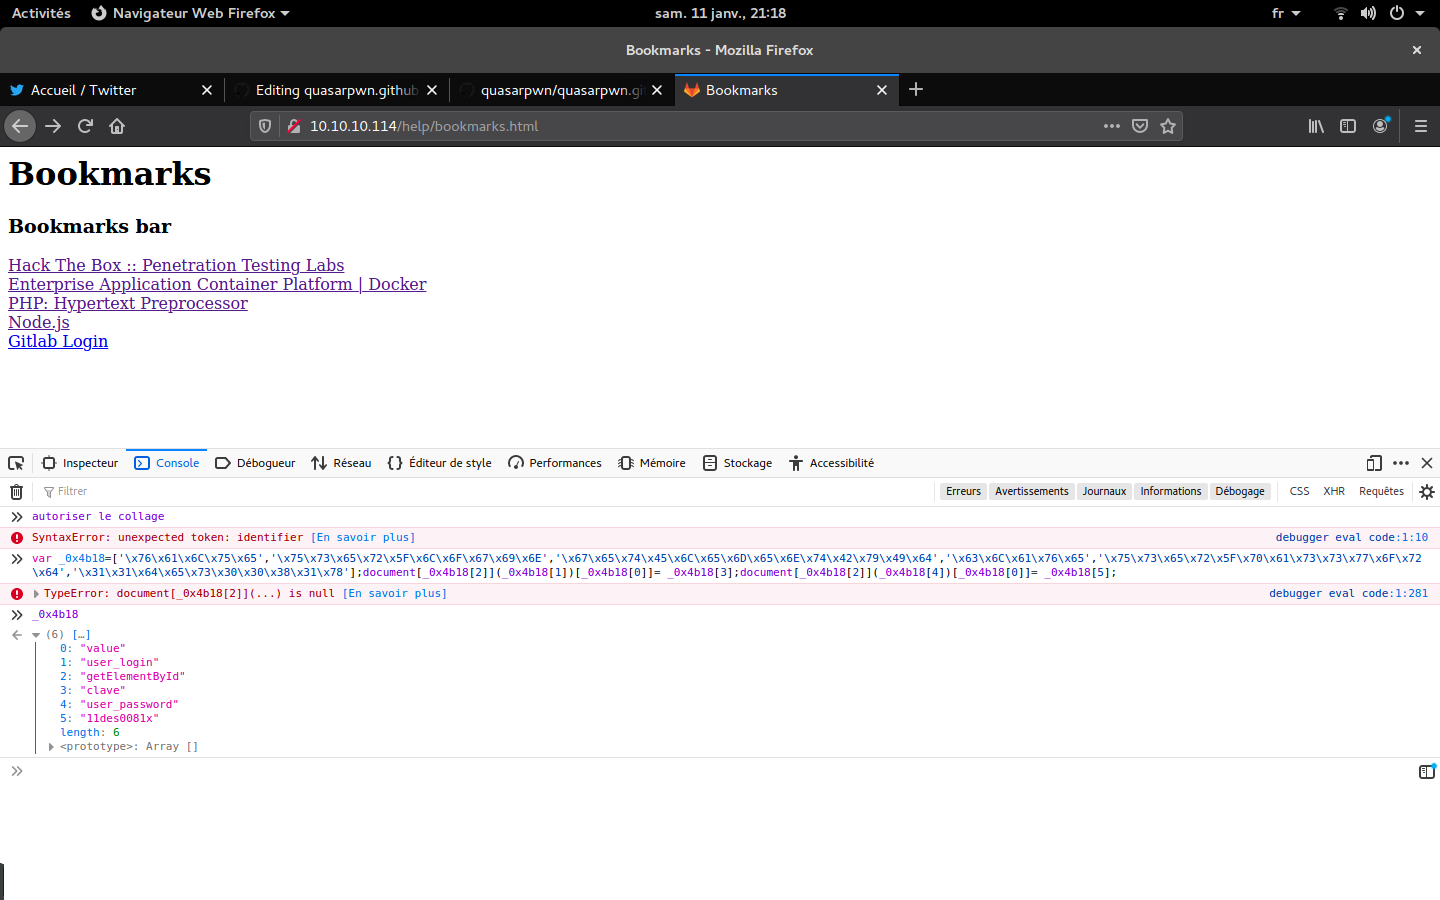 Activités Navigateur Web Firefox sam. 11 janv., 21:18 fr
Bookmarks - Mozilla Firefox
Accueil / Twitter Editing quasarpwn.github quasarpwn/quasarpwn.git Bookmarks
10.10.10.114/help/bookmarks.html
Bookmarks
Bookmarks bar
Hack The Box :: Penetration Testing Labs
Enterprise Application Container Platform | Docker
PHP: Hypertext Preprocessor
Node.js
Gitlab Login
Inspecteur Console Débogueur Réseau Éditeur de style Performances Mémoire Stockage Accessibilité
Filtrer Erreurs Avertissements Journaux Informations Débogage CSS XHR Requêtes
autoriser le collage
SyntaxError: unexpected token: identifier [En savoir plus] debugger eval code:1:10
var _0x4b18=['\x76\x61\x6C\x75\x65','\x75\x73\x65\x72\x5F\x6C\x6F\x67\x69\x6E','\x67\x65\x74\x45\x6C\x65\x6D\x65\x6E\x74\x42\x79\x49\x64','\x63\x6C\x61\x76\x65','\x75\x73\x65\x72\x5F\x70\x61\x73\x73\x77\x6F\x72
\x64','\x31\x31\x64\x65\x73\x30\x30\x38\x31\x78'];document[_0x4b18[2]](_0x4b18[1])[_0x4b18[0]]= _0x4b18[3];document[_0x4b18[2]](_0x4b18[4])[_0x4b18[0]]= _0x4b18[5];
TypeError: document[_0x4b18[2]](...) is null [En savoir plus] debugger eval code:1:281
_0x4b18
(6) […]
0: "value"
1: "user_login"
2: "getElementById"
3: "clave"
4: "user_password"
5: "11des0081x"
length: 6
<prototype>: Array []